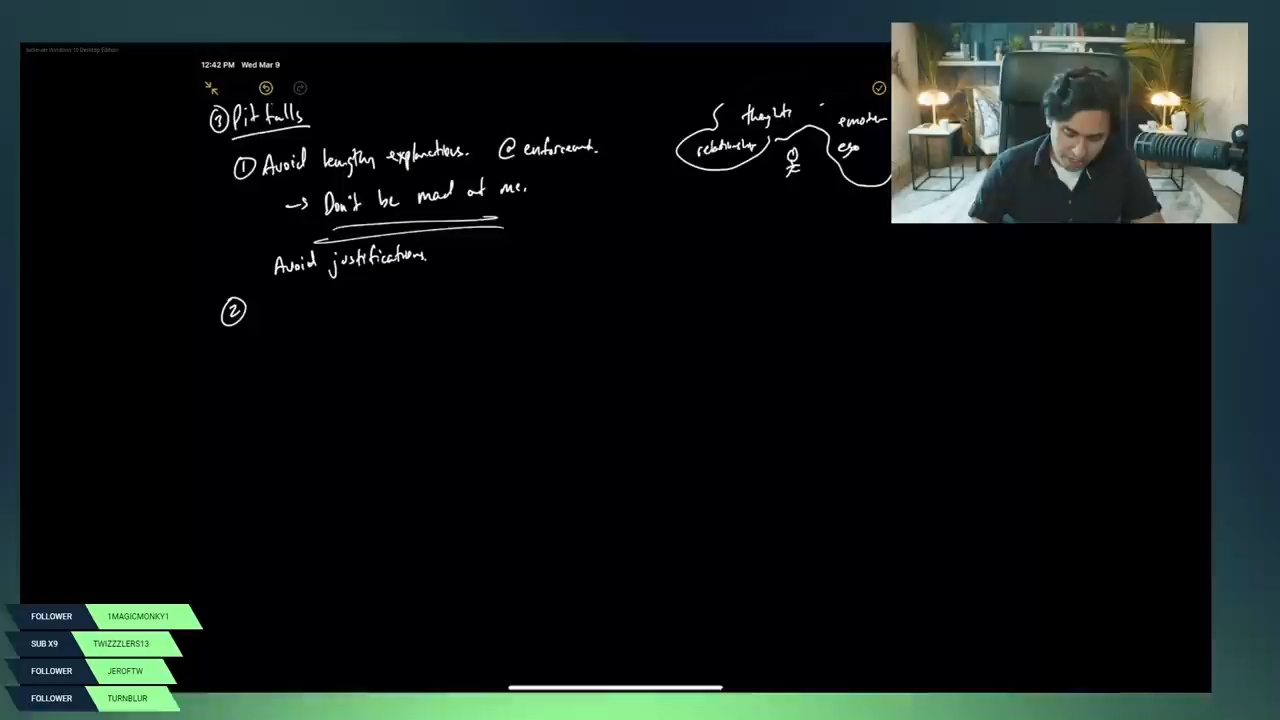 12:42 PM Wed Mar 9
③ Pitfalls
① Avoid lengthy explanations. @ enforcement.
→ Don't be mad at me.
Avoid justifications.
②
thoughts
emotion
relationship
ego
FOLLOWER 1MAGICMONKY1
SUB X9 TWIZZZLERS13
FOLLOWER JEROFTW
FOLLOWER TURNBLUR